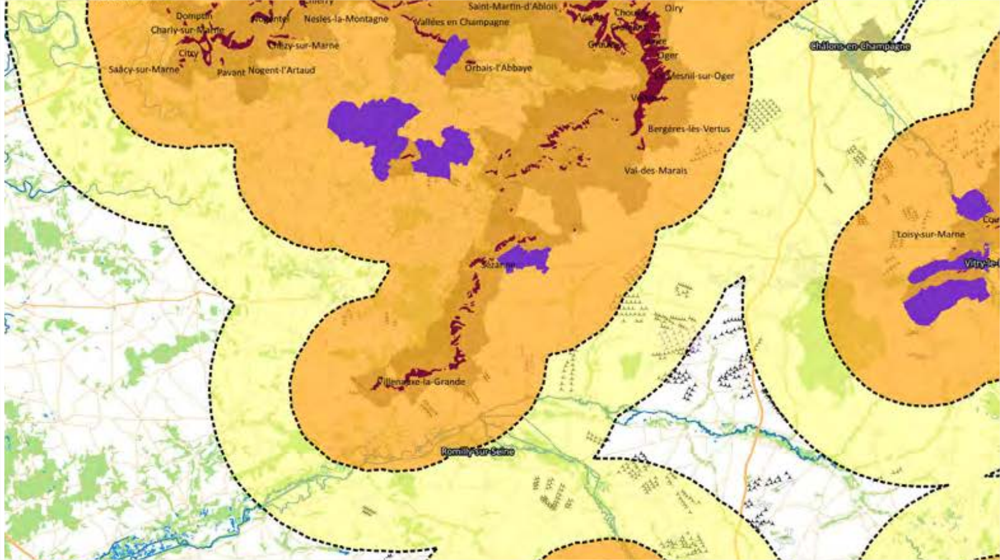 Oiry
Saint-Martin-d'Ablois
Domptin
Nogentel
Nesles-la-Montagne
Vallées en Champagne
Charly-sur-Marne
Chézy-sur-Marne
Châlons-en-Champagne
Citry
Oger
Saâcy-sur-Marne
Pavant
Nogent-l'Artaud
Orbais-l'Abbaye
Mesnil-sur-Oger
Bergères-lès-Vertus
Val-des-Marais
Loisy-sur-Marne
Sézanne
Villenauxe-la-Grande
Romilly-sur-Seine